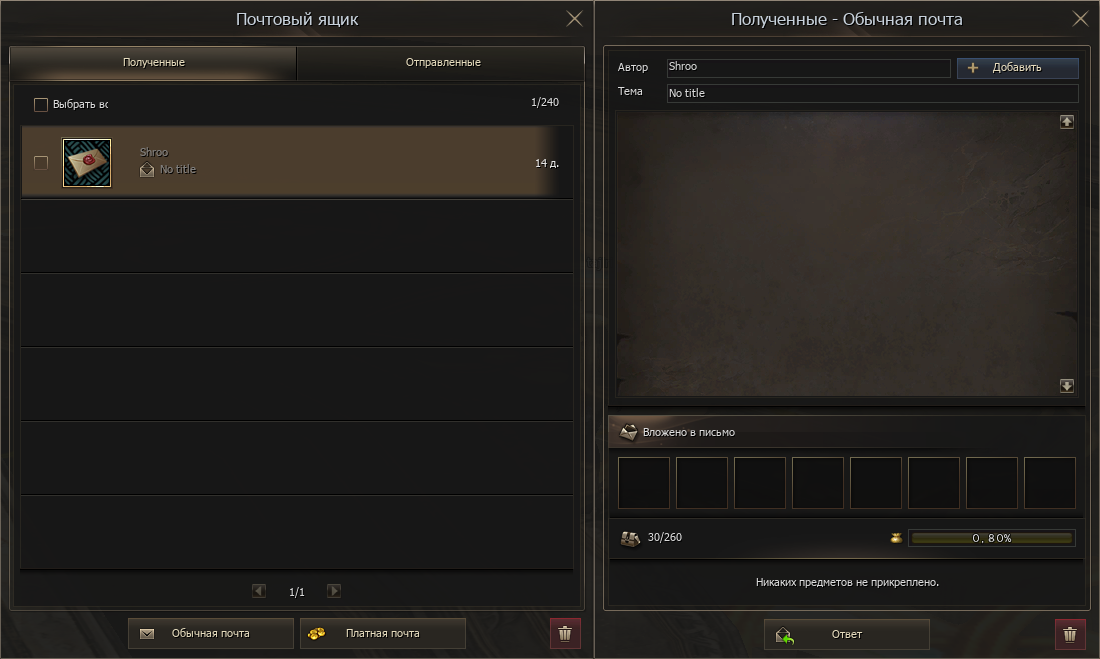 Почтовый ящик
Полученные
Отправленные
Выбрать вс
1/240
Shroo
No title
14 д.
1/1
Обычная почта
Платная почта
Полученные - Обычная почта
Автор
Shroo
Добавить
Тема
No title
Вложено в письмо
30/260
0.80%
Никаких предметов не прикреплено.
Ответ